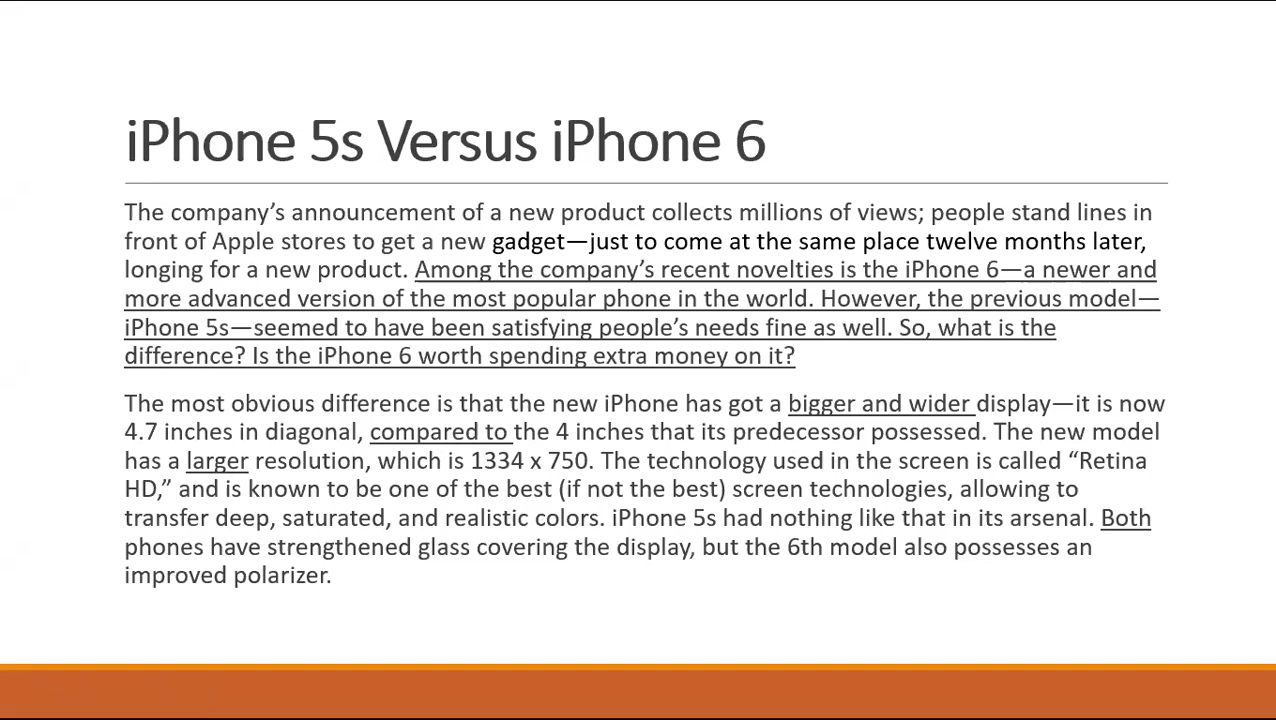 iPhone 5s Versus iPhone 6
The company’s announcement of a new product collects millions of views; people stand lines in
front of Apple stores to get a new gadget—just to come at the same place twelve months later,
longing for a new product. Among the company’s recent novelties is the iPhone 6—a newer and
more advanced version of the most popular phone in the world. However, the previous model—
iPhone 5s—seemed to have been satisfying people’s needs fine as well. So, what is the
difference? Is the iPhone 6 worth spending extra money on it?
The most obvious difference is that the new iPhone has got a bigger and wider display—it is now
4.7 inches in diagonal, compared to the 4 inches that its predecessor possessed. The new model
has a larger resolution, which is 1334 x 750. The technology used in the screen is called “Retina
HD,” and is known to be one of the best (if not the best) screen technologies, allowing to
transfer deep, saturated, and realistic colors. iPhone 5s had nothing like that in its arsenal. Both
phones have strengthened glass covering the display, but the 6th model also possesses an
improved polarizer.